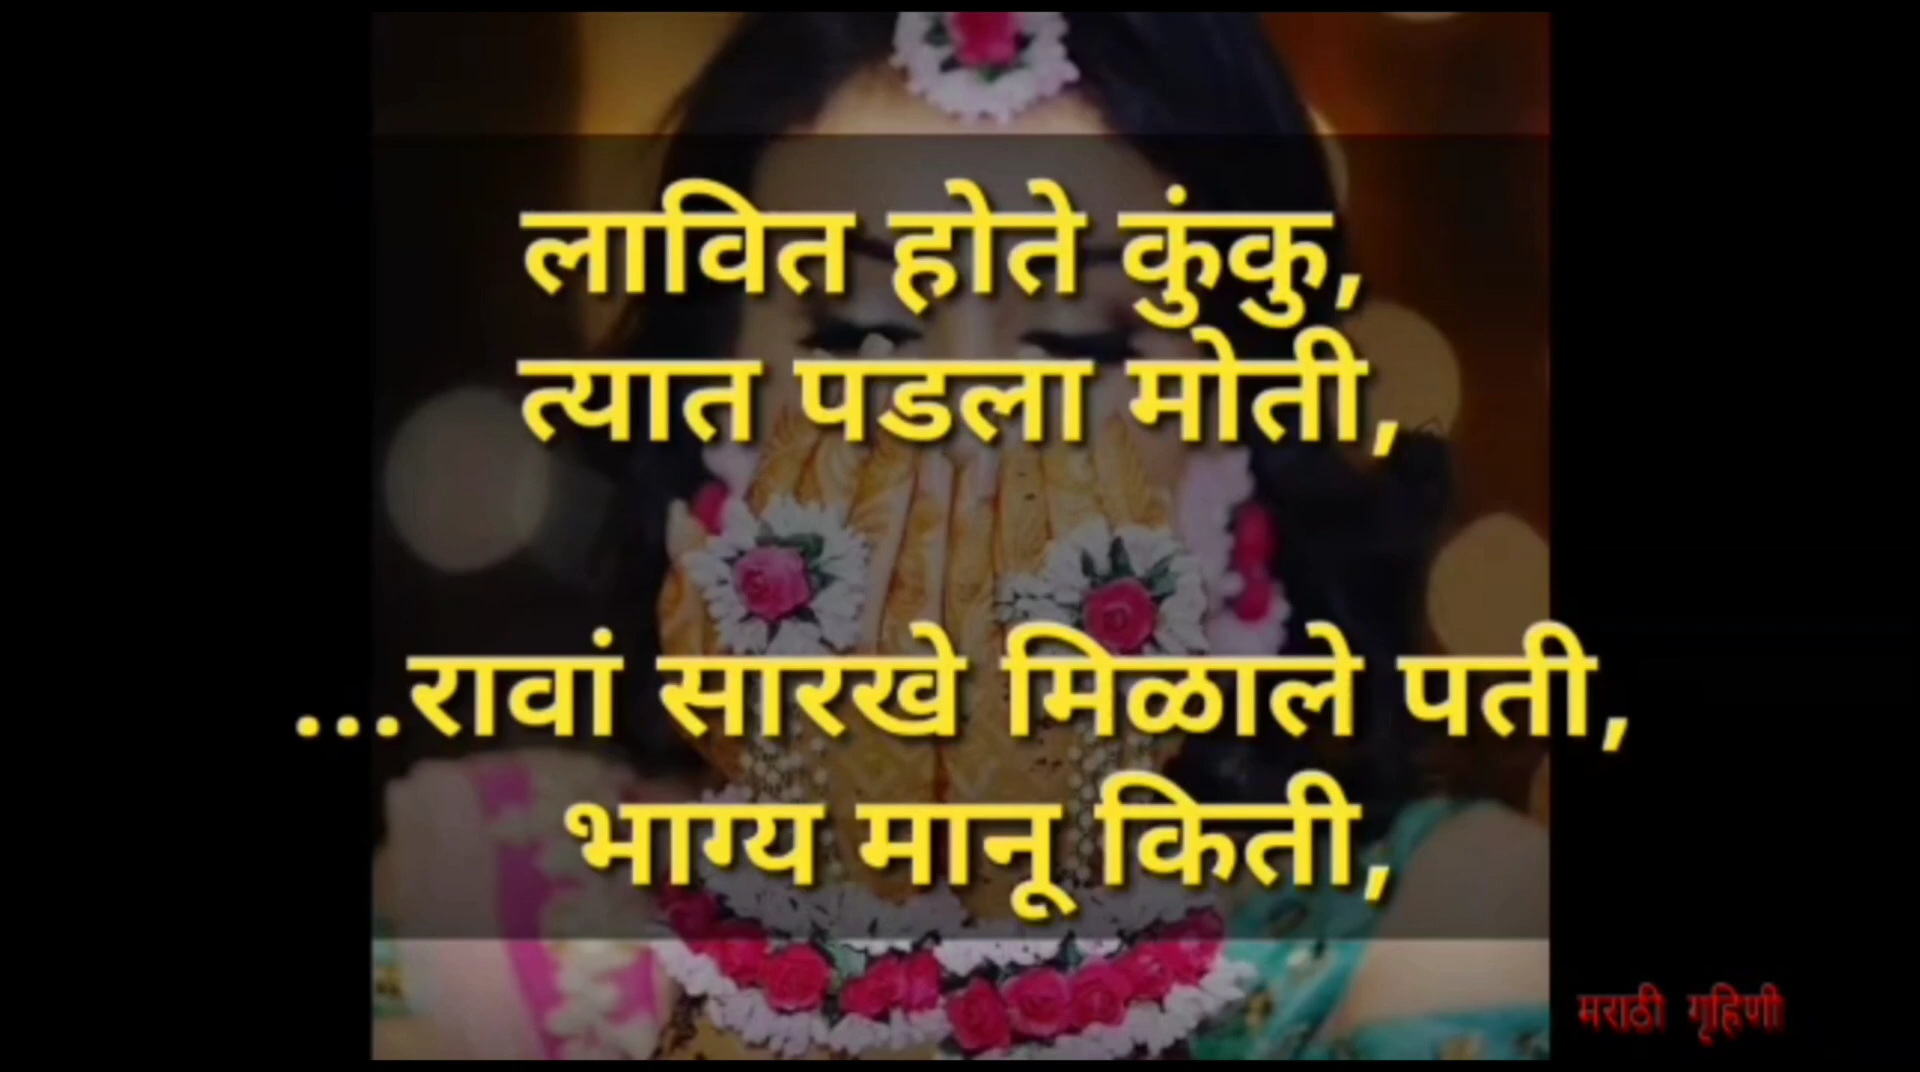 लावित होते कुंकु,
त्यात पडला मोती,
...रावां सारखे मिळाले पती,
भाग्य मानू किती,
मराठी गृहिणी